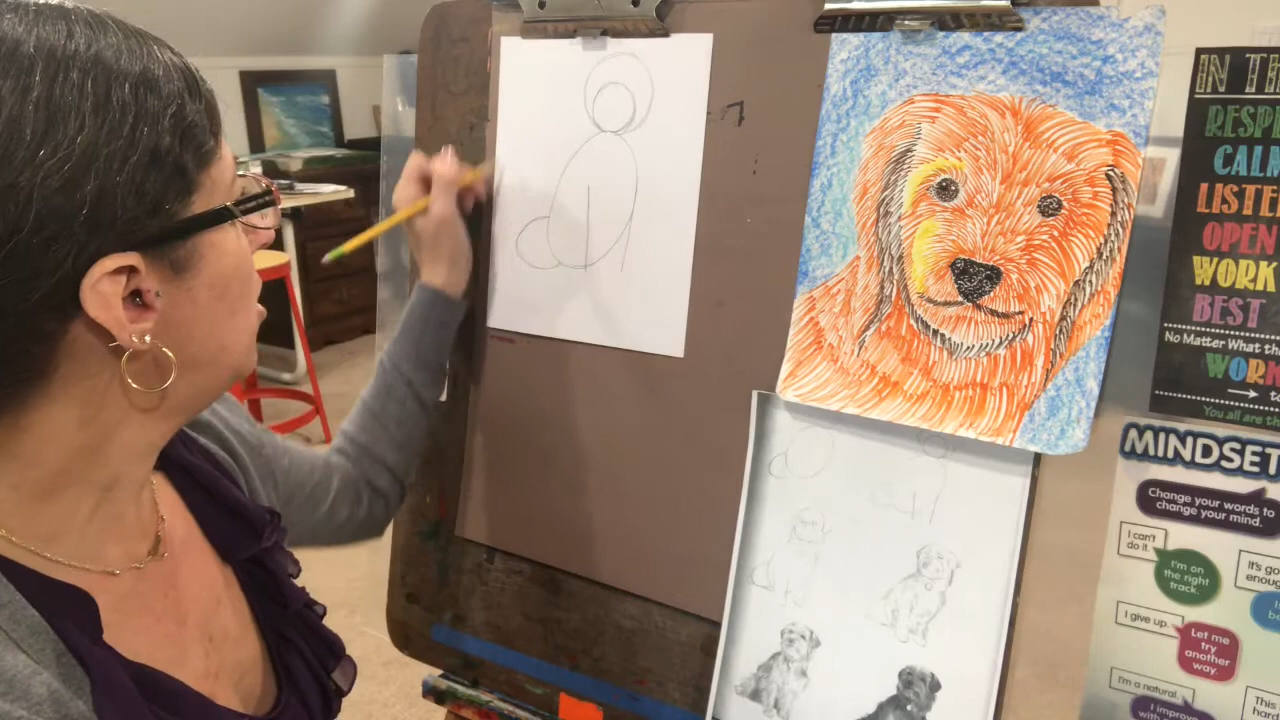 IN TH
RESP
CALM
LISTE
OPEN
WORK
BEST
No Matter What th
WORK
You all are th
MINDSET
Change your words to
change your mind.
I can't
do it.
I'm on
the right
track.
It's go
enoug
I give up.
Let me
try
another
way.
I'm a natural.
I improv
This
har